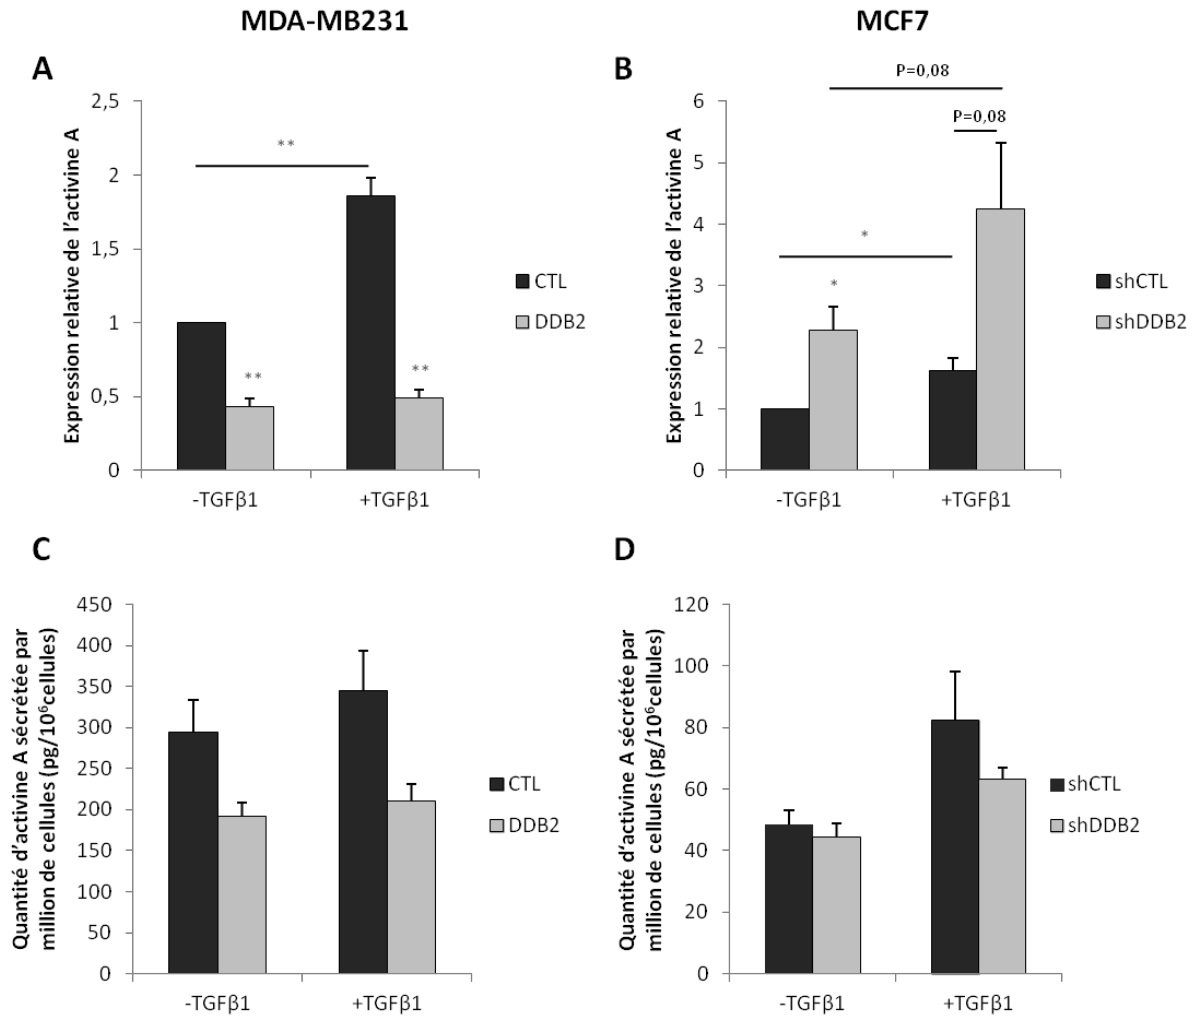 MDA-MB231
MCF7
A
Expression relative de l'activine A
2,5
2
1,5
1
0,5
0
**
**
**
-TGFβ1
+TGFβ1
CTL
DDB2
B
Expression relative de l'activine A
P=0,08
P=0,08
6
5
4
3
2
1
0
*
*
-TGFβ1
+TGFβ1
shCTL
shDDB2
C
Quantité d'activine A sécrétée par
million de cellules (pg/10⁶cellules)
450
400
350
300
250
200
150
100
50
0
-TGFβ1
+TGFβ1
CTL
DDB2
D
Quantité d'activine A sécrétée par
million de cellules (pg/10⁶cellules)
120
100
80
60
40
20
0
-TGFβ1
+TGFβ1
shCTL
shDDB2